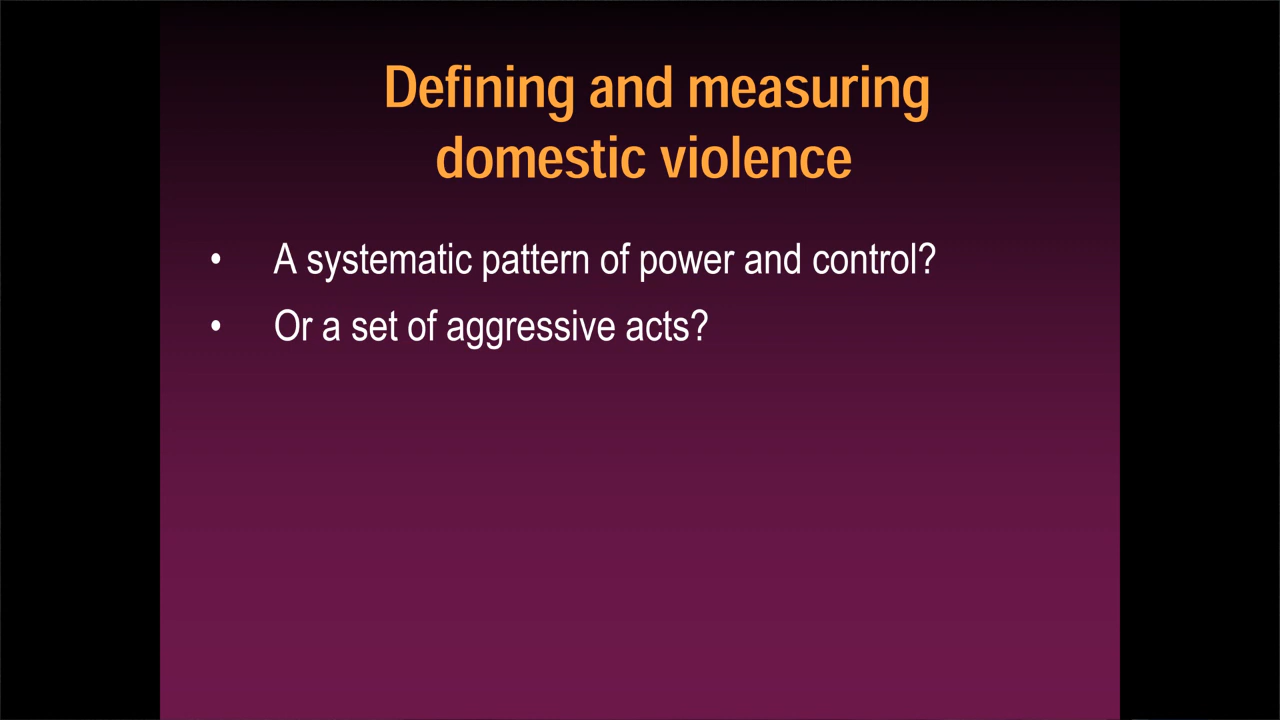 Defining and measuring
domestic violence
• A systematic pattern of power and control?
• Or a set of aggressive acts?